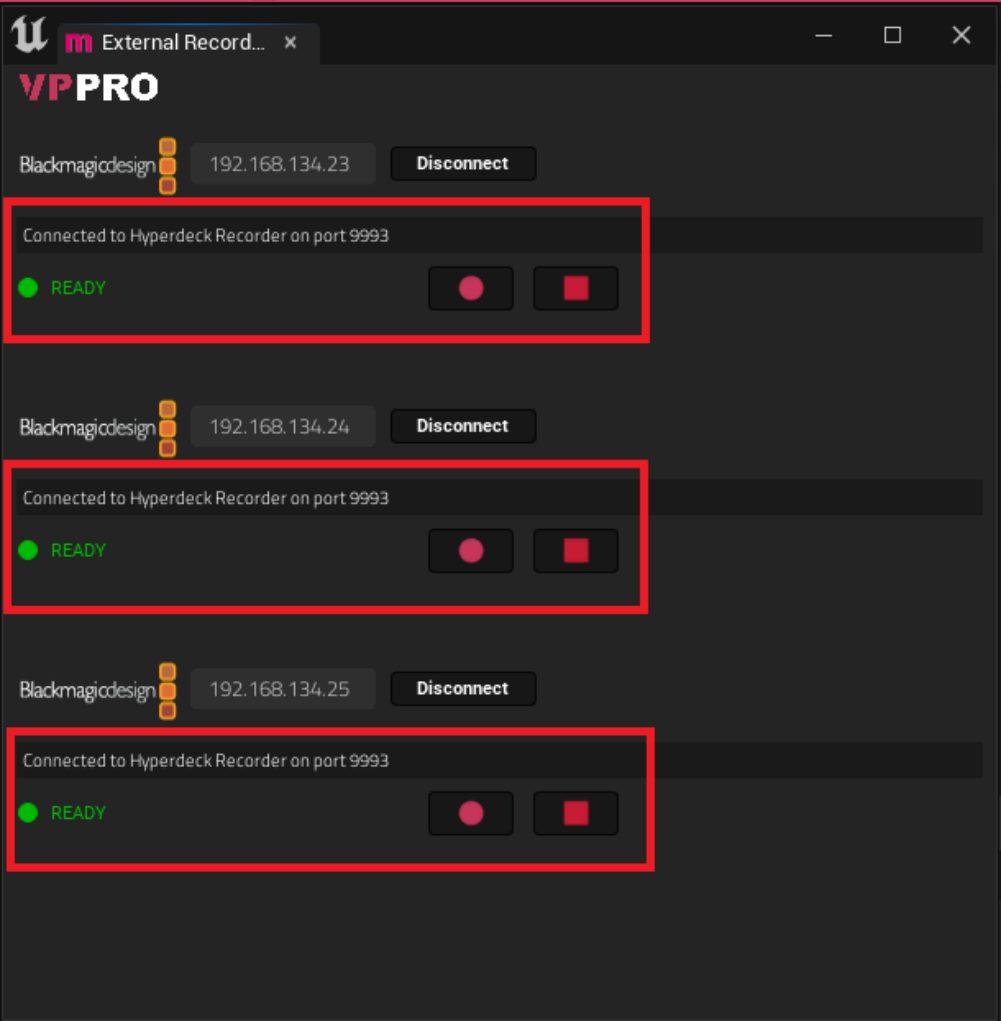 External Record...
VPPRO
Blackmagicdesign 192.168.134.23 Disconnect
Connected to Hyperdeck Recorder on port 9993
READY
Blackmagicdesign 192.168.134.24 Disconnect
Connected to Hyperdeck Recorder on port 9993
READY
Blackmagicdesign 192.168.134.25 Disconnect
Connected to Hyperdeck Recorder on port 9993
READY